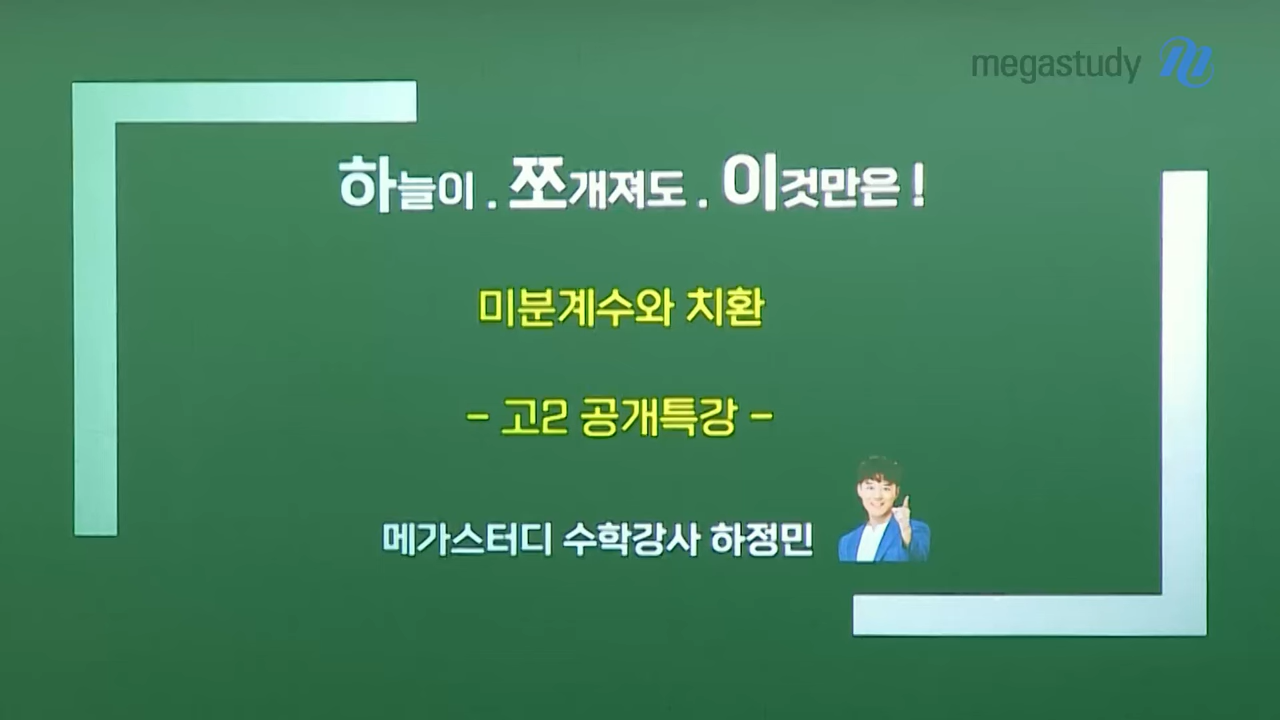 megastudy
하늘이 . 쪼개져도 . 이것만은 !
미분계수와 치환
- 고2 공개특강 -
메가스터디 수학강사 하정민